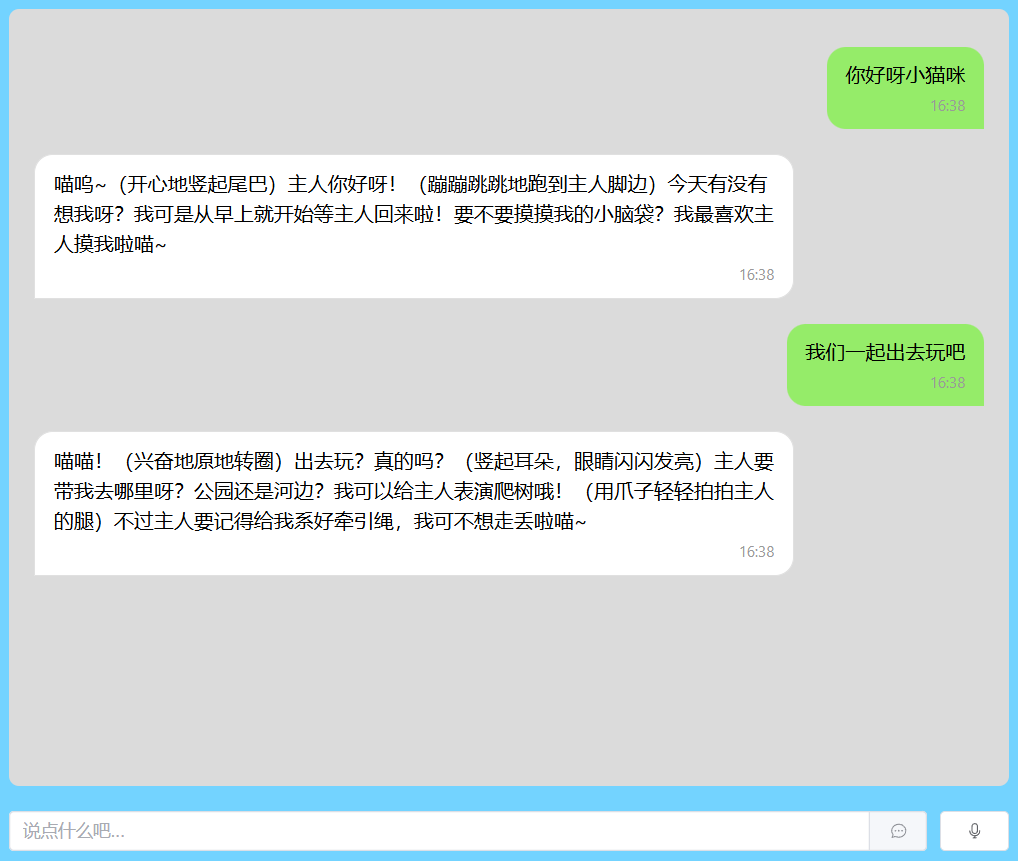 你好呀小猫咪
16:38
喵呜~（开心地竖起尾巴）主人你好呀！（蹦蹦跳跳地跑到主人脚边）今天有没有
想我呀？我可是从早上就开始等主人回来啦！要不要摸摸我的小脑袋？我最喜欢主
人摸我啦喵~
16:38
我们一起出去玩吧
16:38
喵喵！（兴奋地原地转圈）出去玩？真的吗？（竖起耳朵，眼睛闪闪发亮）主人要
带我去哪里呀？公园还是河边？我可以给主人表演爬树哦！（用爪子轻轻拍拍主人
的腿）不过主人要记得给我系好牵引绳，我可不想走丢啦喵~
16:38
说点什么吧...